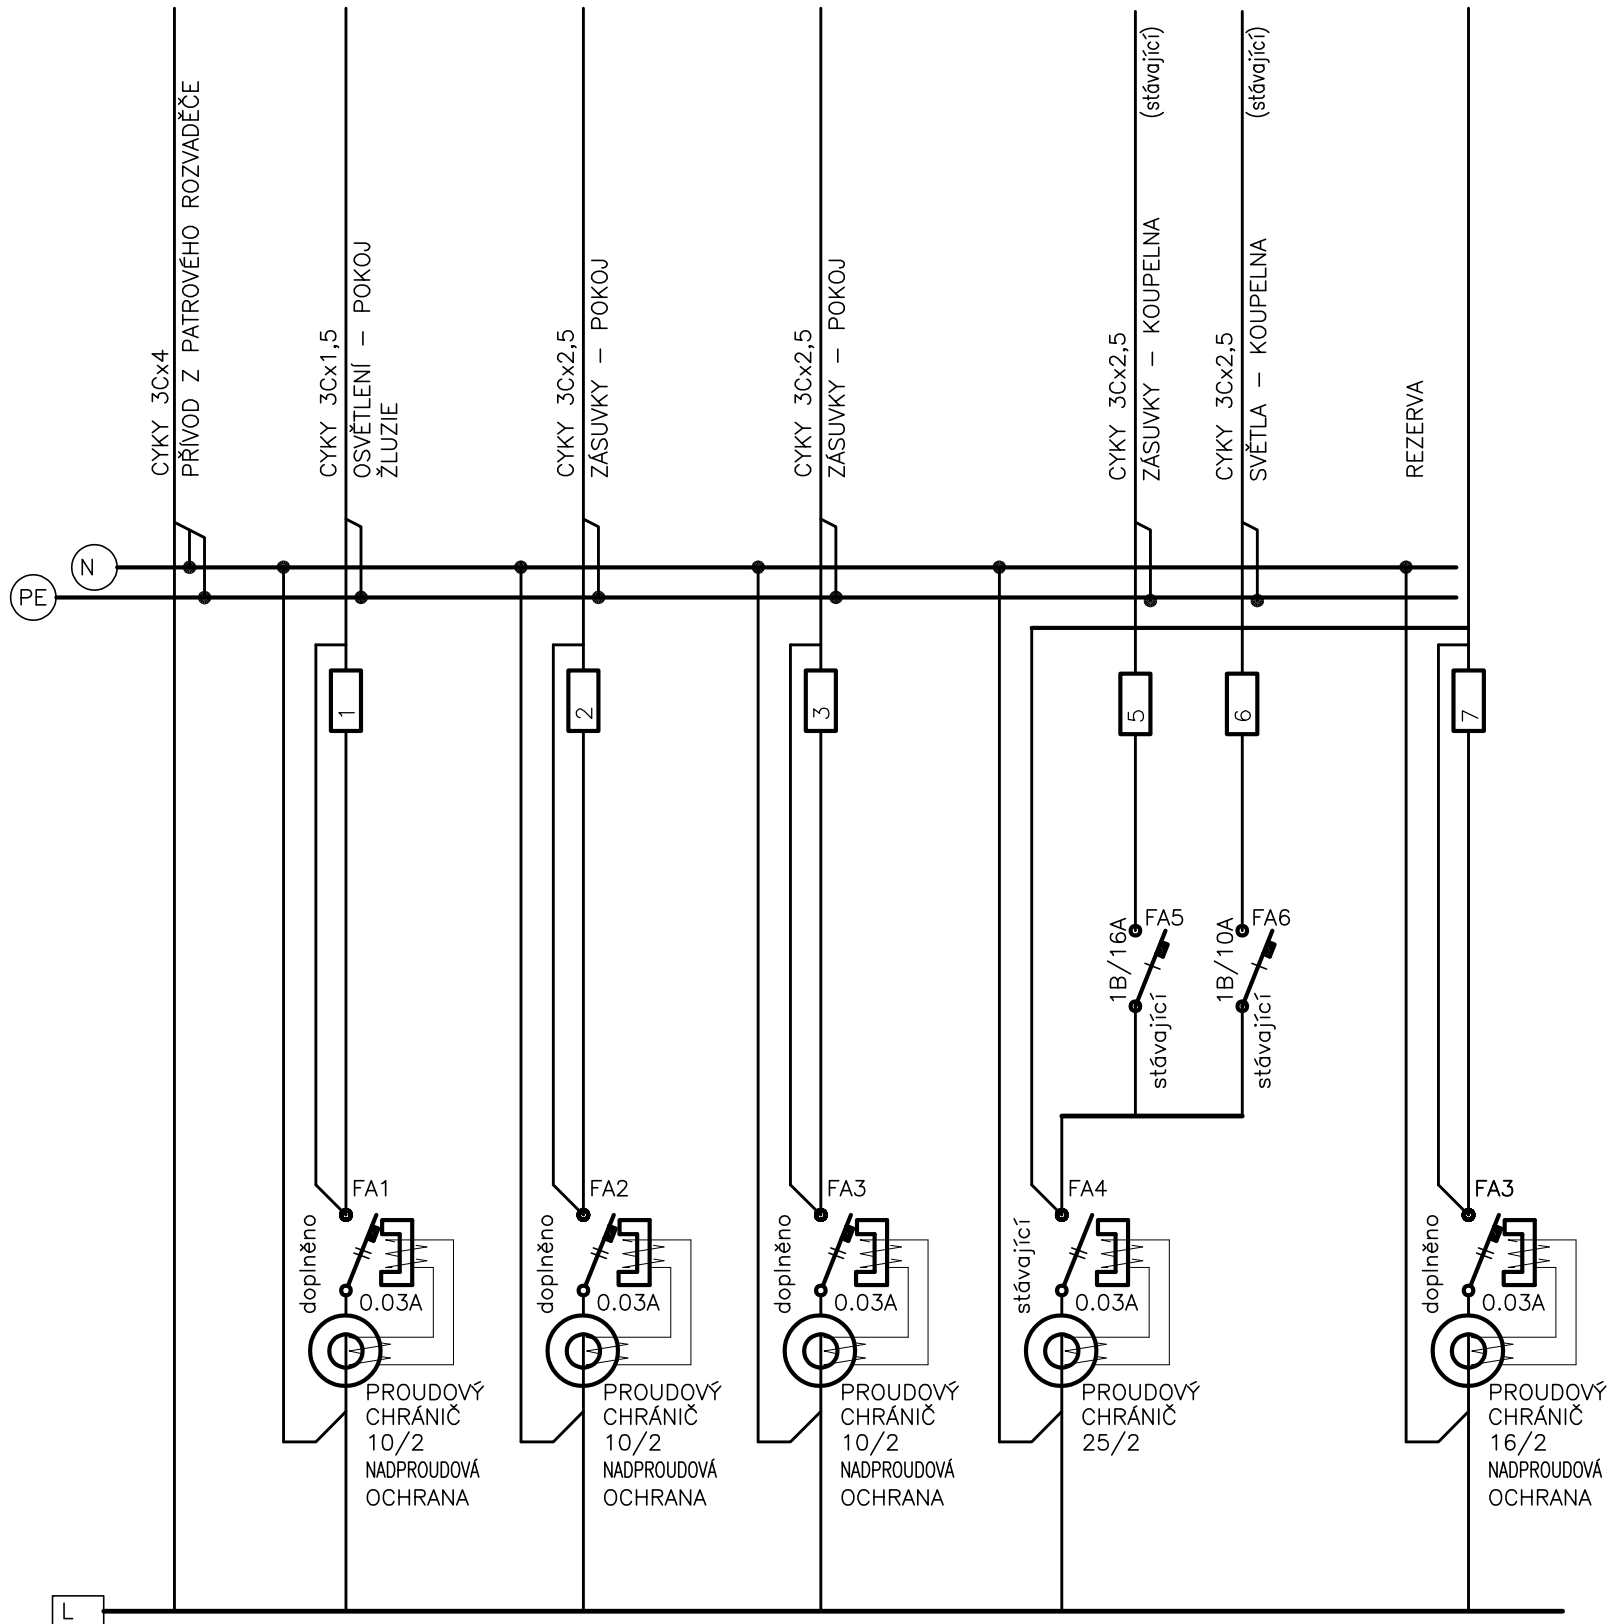 CYKY 3Cx4
PŘÍVOD Z PATROVÉHO ROZVADĚČE
CYKY 3Cx1,5
OSVĚTLENÍ – POKOJ
ŽLUZIE
CYKY 3Cx2,5
ZÁSUVKY – POKOJ
CYKY 3Cx2,5
ZÁSUVKY – POKOJ
CYKY 3Cx2,5
ZÁSUVKY – KOUPELNA (stávající)
CYKY 3Cx2,5
SVĚTLA – KOUPELNA (stávající)
REZERVA
N
PE
1
2
3
5
6
7
1B/16A
FA5
stávající
1B/10A
FA6
stávající
FA1
doplněno
0.03A
PROUDOVÝ
CHRÁNIČ
10/2
NADPROUDOVÁ
OCHRANA
FA2
doplněno
0.03A
PROUDOVÝ
CHRÁNIČ
10/2
NADPROUDOVÁ
OCHRANA
FA3
doplněno
0.03A
PROUDOVÝ
CHRÁNIČ
10/2
NADPROUDOVÁ
OCHRANA
FA4
stávající
0.03A
PROUDOVÝ
CHRÁNIČ
25/2
FA3
doplněno
0.03A
PROUDOVÝ
CHRÁNIČ
16/2
NADPROUDOVÁ
OCHRANA
L